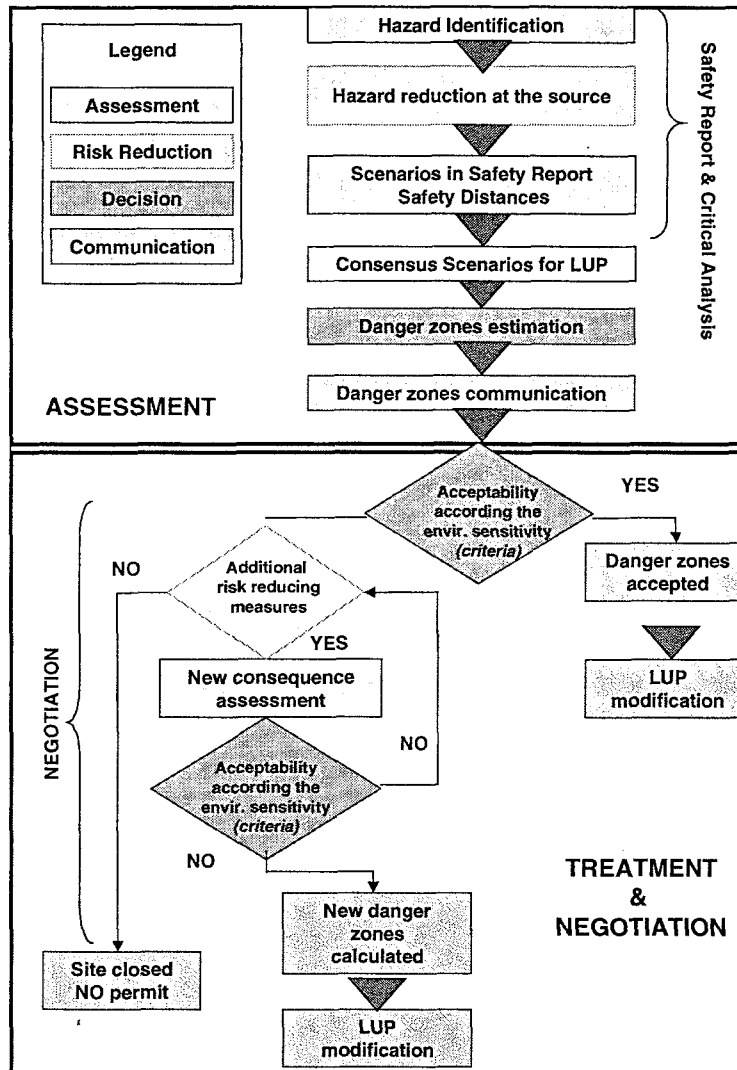 Legend
Assessment
Risk Reduction
Decision
Communication
Hazard Identification
Hazard reduction at the source
Scenarios in Safety Report
Safety Distances
Consensus Scenarios for LUP
Danger zones estimation
Danger zones communication
Safety Report & Critical Analysis
ASSESSMENT
Acceptability
according the
envir. sensitivity
(criteria)
YES
Danger zones
accepted
LUP
modification
NO
Additional
risk reducing
measures
YES
New consequence
assessment
NO
Acceptability
according the
envir. sensitivity
(criteria)
NO
NEGOTIATION
New danger
zones
calculated
LUP
modification
Site closed
NO permit
TREATMENT
&
NEGOTIATION